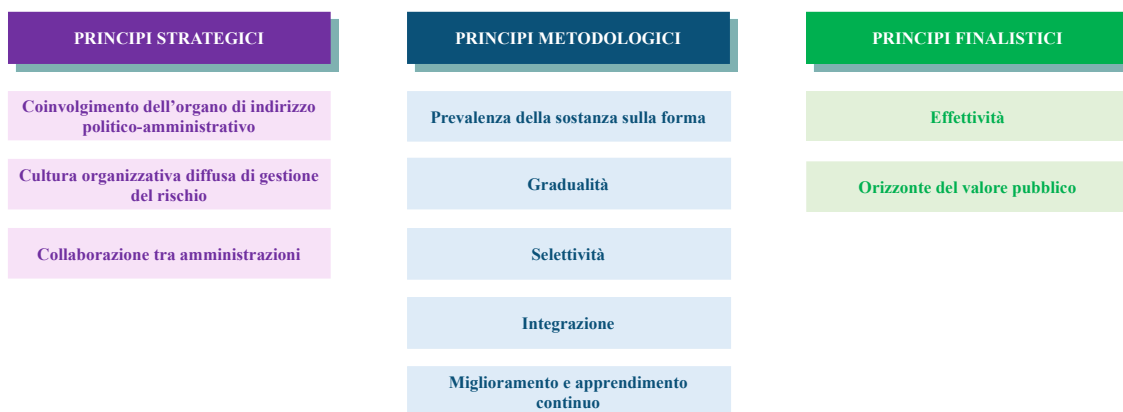 PRINCIPI STRATEGICI
Coinvolgimento dell'organo di indirizzo
politico-amministrativo
Cultura organizzativa diffusa di gestione
del rischio
Collaborazione tra amministrazioni
PRINCIPI METODOLOGICI
Prevalenza della sostanza sulla forma
Gradualità
Selettività
Integrazione
Miglioramento e apprendimento
continuo
PRINCIPI FINALISTICI
Effettività
Orizzonte del valore pubblico